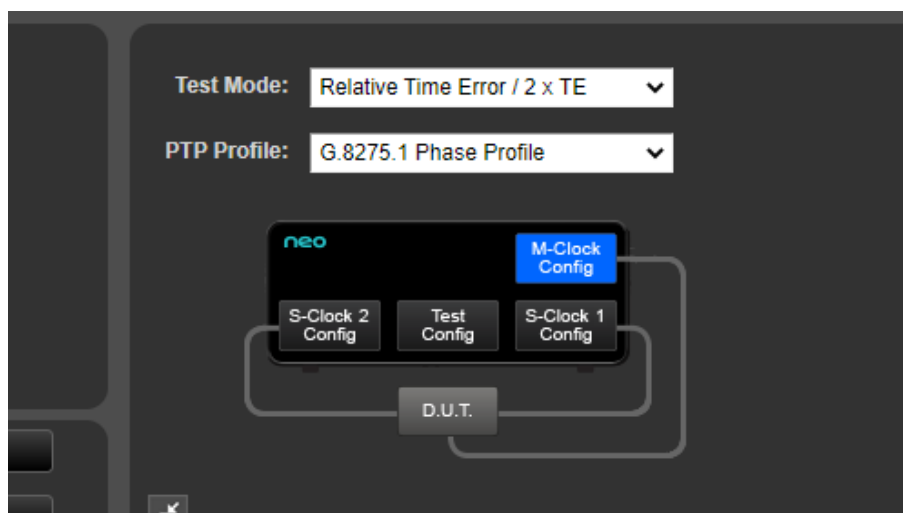 Test Mode: Relative Time Error / 2 x TE
PTP Profile: G.8275.1 Phase Profile
neo
M-Clock
Config
S-Clock 2
Config
Test
Config
S-Clock 1
Config
D.U.T.